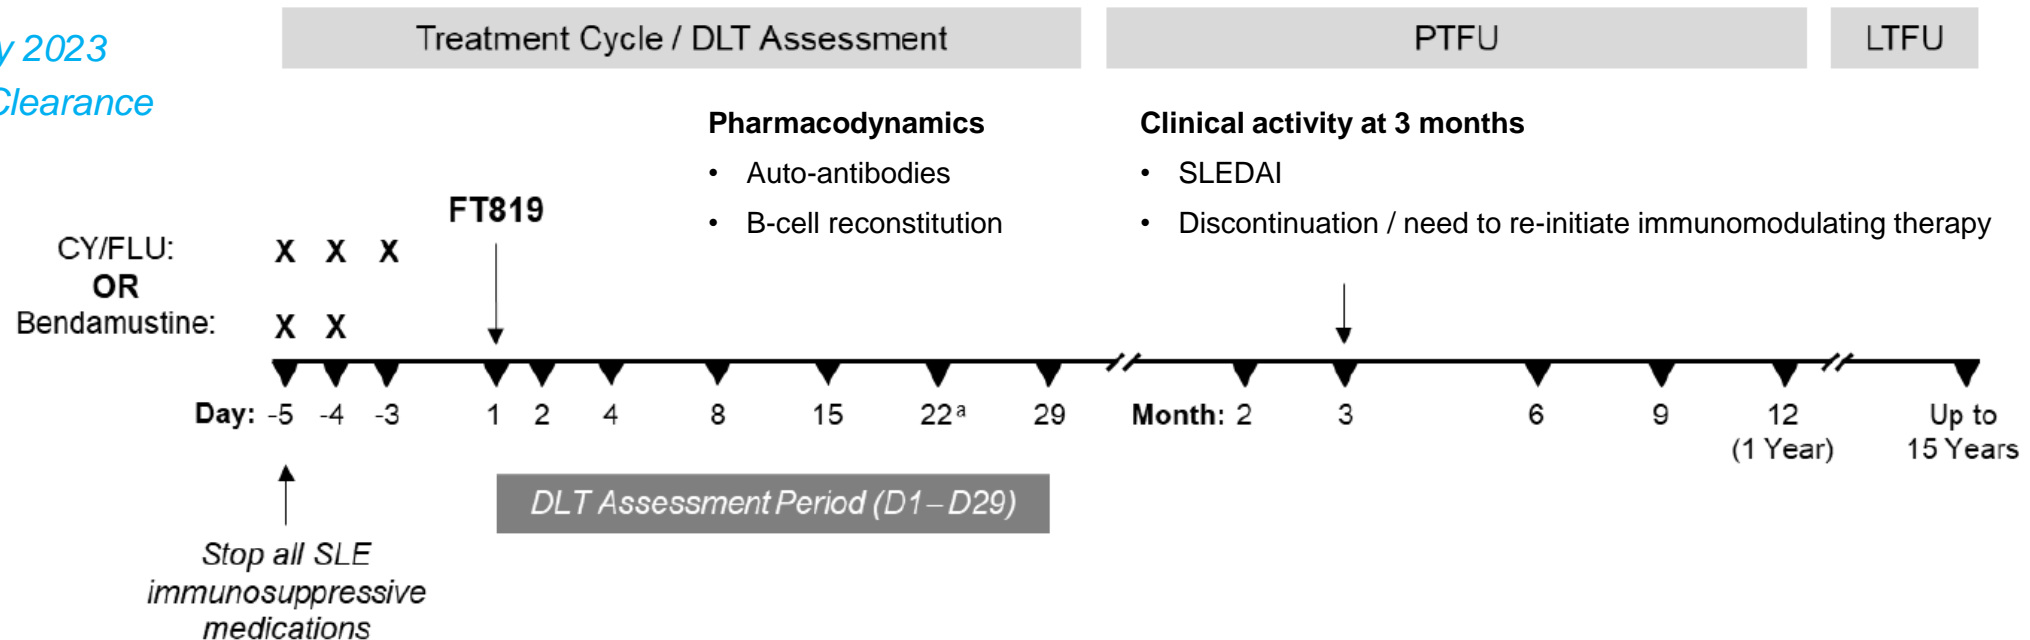 Treatment Cycle / DLT Assessment
PTFU
LTFU
y 2023
Clearance
Pharmacodynamics
• Auto-antibodies
• B-cell reconstitution
Clinical activity at 3 months
• SLEDAI
• Discontinuation / need to re-initiate immunomodulating therapy
FT819
CY/FLU: X X X
OR
Bendamustine: X X
Day: -5 -4 -3 1 2 4 8 15 22ᵃ 29
Month: 2 3 6 9 12 (1 Year)
Up to 15 Years
DLT Assessment Period (D1–D29)
Stop all SLE
immunosuppressive
medications